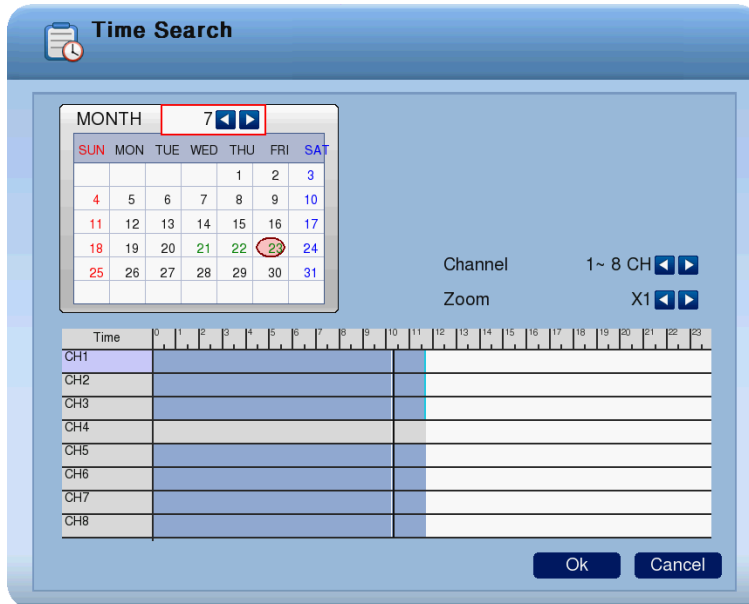 Time Search
MONTH 7
SUN MON TUE WED THU FRI SAT
1 2 3
4 5 6 7 8 9 10
11 12 13 14 15 16 17
18 19 20 21 22 23 24
25 26 27 28 29 30 31
Channel 1~ 8 CH
Zoom X1
Time 0 1 2 3 4 5 6 7 8 9 10 11 12 13 14 15 16 17 18 19 20 21 22 23
CH1
CH2
CH3
CH4
CH5
CH6
CH7
CH8
Ok Cancel